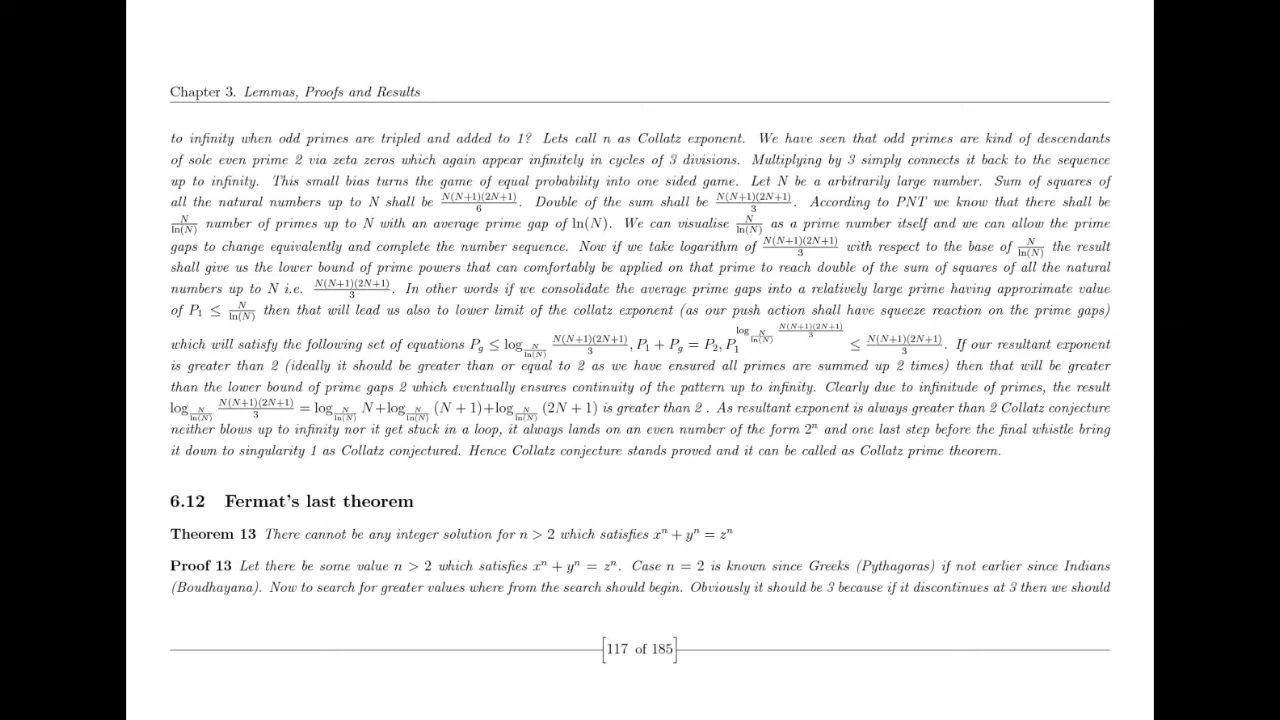 Chapter 3. Lemmas, Proofs and Results
to infinity when odd primes are tripled and added to 1? Lets call n as Collatz exponent. We have seen that odd primes are kind of descendants
of sole even prime 2 via zeta zeros which again appear infinitely in cycles of 3 divisions. Multiplying by 3 simply connects it back to the sequence
up to infinity. This small bias turns the game of equal probability into one sided game. Let N be a arbitrarily large number. Sum of squares of
all the natural numbers up to N shall be \frac{N(N+1)(2N+1)}{6}. Double of the sum shall be \frac{N(N+1)(2N+1)}{3}. According to PNT we know that there shall be
\frac{N}{\ln(N)} number of primes up to N with an average prime gap of ln(N). We can visualise \frac{N}{\ln(N)} as a prime number itself and we can allow the prime
gaps to change equivalently and complete the number sequence. Now if we take logarithm of \frac{N(N+1)(2N+1)}{3} with respect to the base of \frac{N}{\ln(N)} the result
shall give us the lower bound of prime powers that can comfortably be applied on that prime to reach double of the sum of squares of all the natural
numbers up to N i.e. \frac{N(N+1)(2N+1)}{3}. In other words if we consolidate the average prime gaps into a relatively large prime having approximate value
of P_1 ≤ \frac{N}{\ln(N)} then that will lead us also to lower limit of the collatz exponent (as our push action shall have squeeze reaction on the prime gaps)
which will satisfy the following set of equations P_g ≤ \log_{\frac{N}{\ln(N)}} \frac{N(N+1)(2N+1)}{3}, P_1 + P_g = P_2, P_1^{\log_{\frac{N}{\ln(N)}} \frac{N(N+1)(2N+1)}{3}} ≤ \frac{N(N+1)(2N+1)}{3}. If our resultant exponent
is greater than 2 (ideally it should be greater than or equal to 2 as we have ensured all primes are summed up 2 times) then that will be greater
than the lower bound of prime gaps 2 which eventually ensures continuity of the pattern up to infinity. Clearly due to infinitude of primes, the result
\log_{\frac{N}{\ln(N)}} \frac{N(N+1)(2N+1)}{3} = \log_{\frac{N}{\ln(N)}} N + \log_{\frac{N}{\ln(N)}} (N + 1) + \log_{\frac{N}{\ln(N)}} (2N + 1) is greater than 2 . As resultant exponent is always greater than 2 Collatz conjecture
neither blows up to infinity nor it get stuck in a loop, it always lands on an even number of the form 2^n and one last step before the final whistle bring
it down to singularity 1 as Collatz conjectured. Hence Collatz conjecture stands proved and it can be called as Collatz prime theorem.
6.12 Fermat's last theorem
Theorem 13 There cannot be any integer solution for n > 2 which satisfies x^n + y^n = z^n
Proof 13 Let there be some value n > 2 which satisfies x^n + y^n = z^n. Case n = 2 is known since Greeks (Pythagoras) if not earlier since Indians
(Boudhayana). Now to search for greater values where from the search should begin. Obviously it should be 3 because if it discontinues at 3 then we should
117 of 185